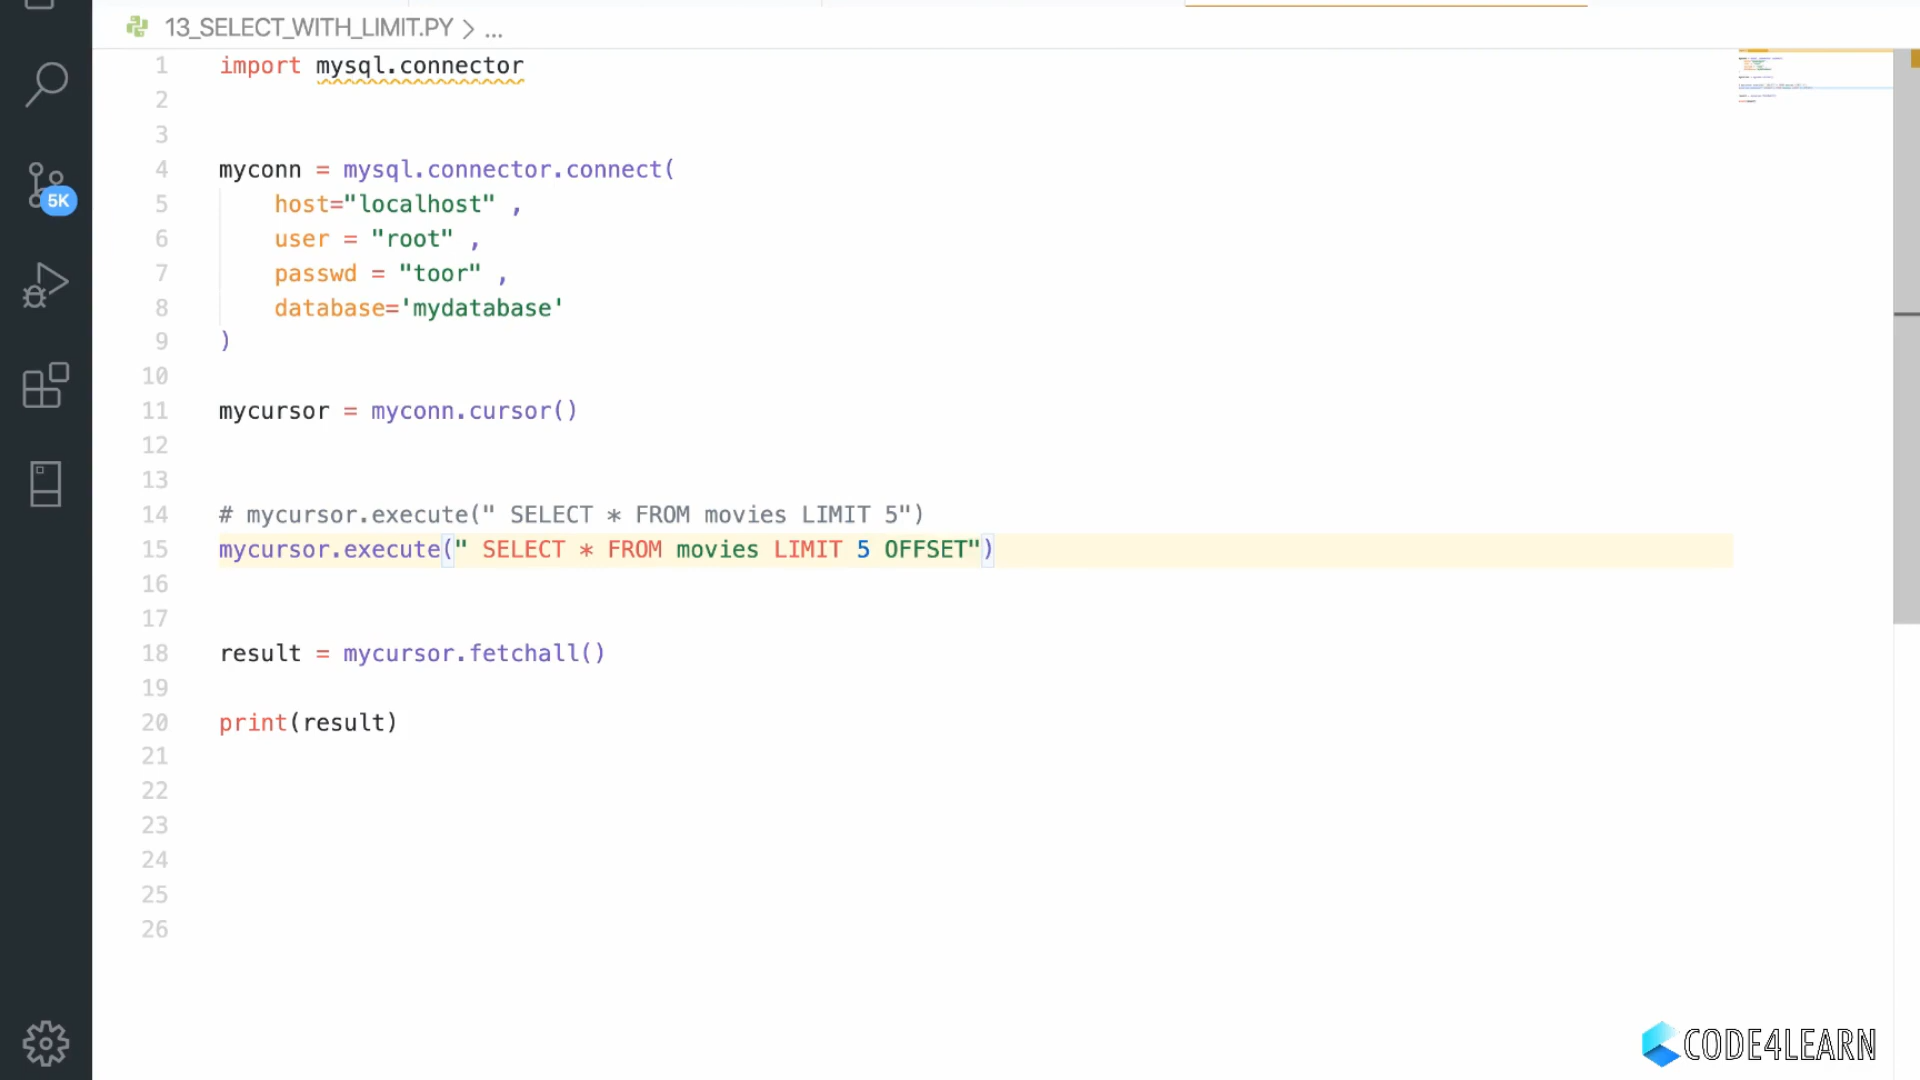 13_SELECT_WITH_LIMIT.PY > ...
1 import mysql.connector
2
3
4 myconn = mysql.connector.connect(
5     host="localhost" ,
6     user = "root" ,
7     passwd = "toor" ,
8     database='mydatabase'
9 )
10
11 mycursor = myconn.cursor()
12
13
14 # mycursor.execute(" SELECT * FROM movies LIMIT 5")
15 mycursor.execute(" SELECT * FROM movies LIMIT 5 OFFSET")
16
17
18 result = mycursor.fetchall()
19
20 print(result)
21
22
23
24
25
26
5K
CODE4LEARN